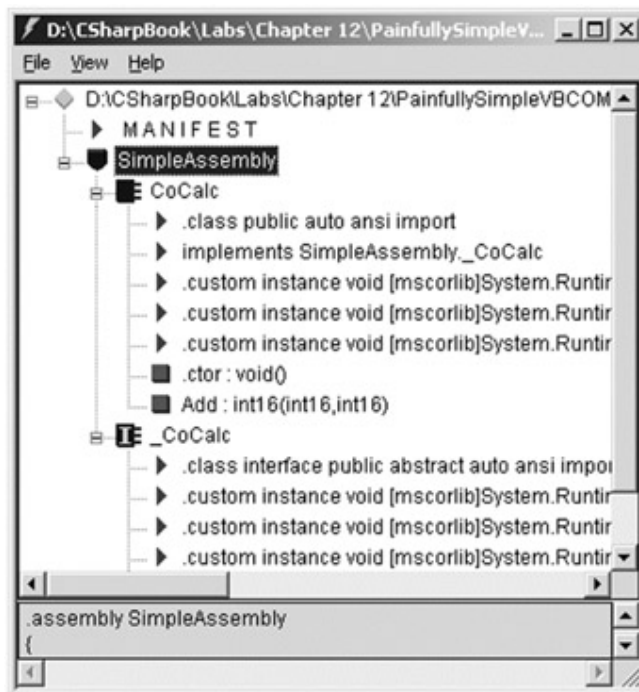 D:\CSharpBook\Labs\Chapter 12\PainfullySimpleV...
File View Help
D:\CSharpBook\Labs\Chapter 12\PainfullySimpleVBCOM
M A N I F E S T
SimpleAssembly
CoCalc
.class public auto ansi import
implements SimpleAssembly._CoCalc
.custom instance void [mscorlib]System.Runtir
.custom instance void [mscorlib]System.Runtir
.custom instance void [mscorlib]System.Runtir
.ctor : void()
Add : int16(int16,int16)
_CoCalc
.class interface public abstract auto ansi impor
.custom instance void [mscorlib]System.Runtir
.custom instance void [mscorlib]System.Runtir
.custom instance void [mscorlib]System.Runtir
.assembly SimpleAssembly
{